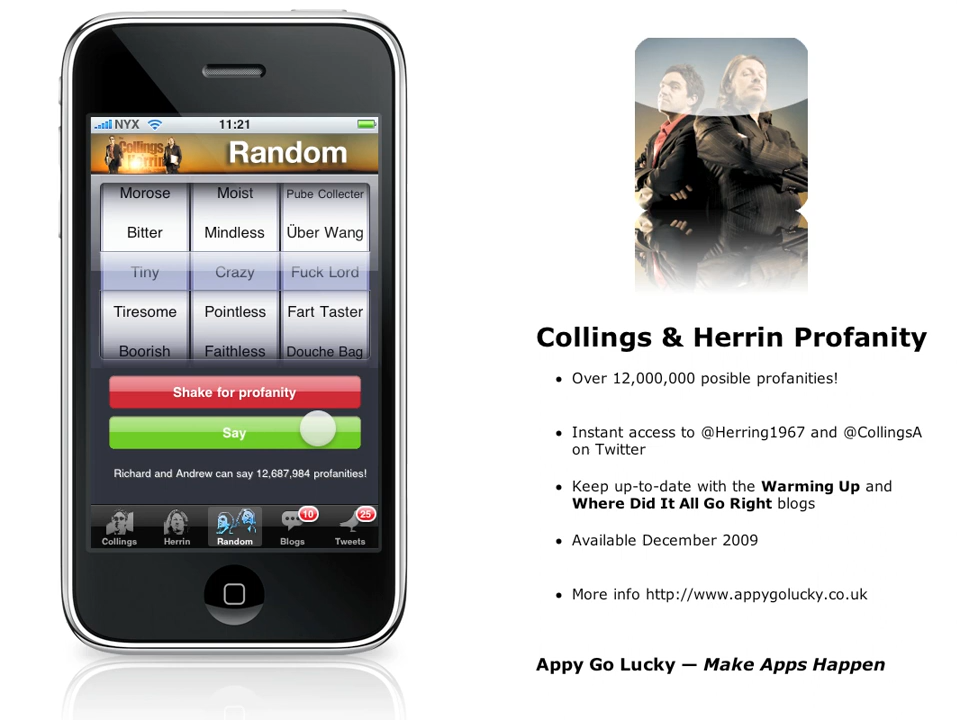 NYX 11:21
Collings
Herrin
Random
Morose Moist Pube Collecter
Bitter Mindless Über Wang
Tiny Crazy Fuck Lord
Tiresome Pointless Fart Taster
Boorish Faithless Douche Bag
Shake for profanity
Say
Richard and Andrew can say 12,687,984 profanities!
10 25
Collings Herrin Random Blogs Tweets
Collings & Herrin Profanity
• Over 12,000,000 posible profanities!
• Instant access to @Herring1967 and @CollingsA
on Twitter
• Keep up-to-date with the Warming Up and
Where Did It All Go Right blogs
• Available December 2009
• More info http://www.appygolucky.co.uk
Appy Go Lucky — Make Apps Happen